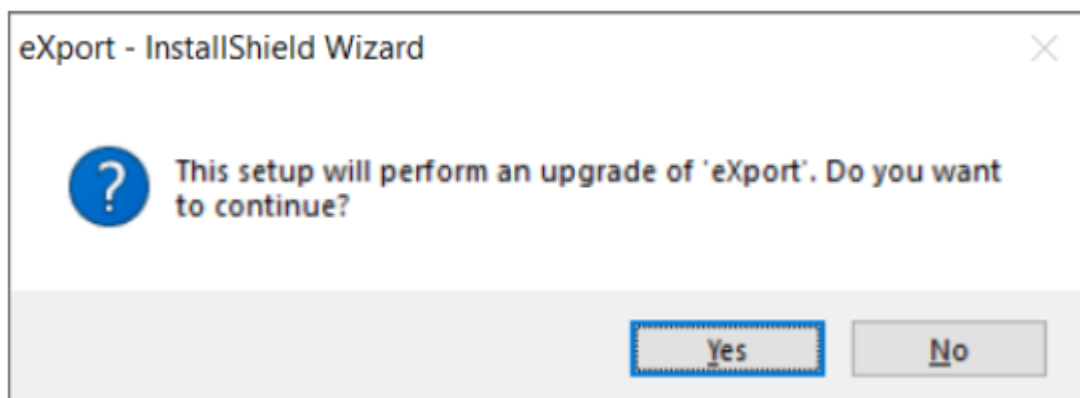 eXport - InstallShield Wizard
This setup will perform an upgrade of 'eXport'. Do you want
to continue?
Yes
No